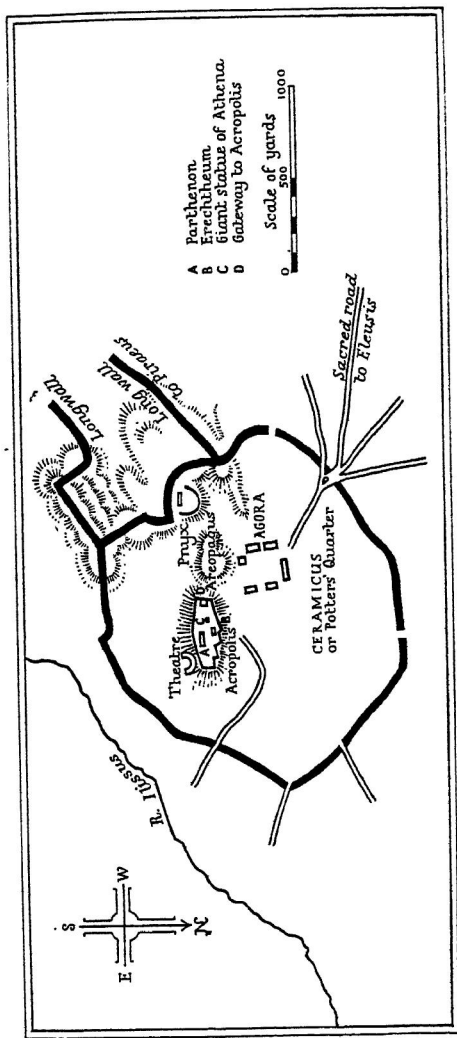 S
E
W
N
R. Ilissus
Theatre
A
C
D
B
Acropolis
Areopagus
Pnyx
AGORA
CERAMICUS
or Potters' Quarter
Long wall
Long wall
to Piraeus
Sacred road
to Eleusis
A Parthenon
B Erechtheum
C Giant statue of Athena
D Gateway to Acropolis
Scale of yards
0 500 1000